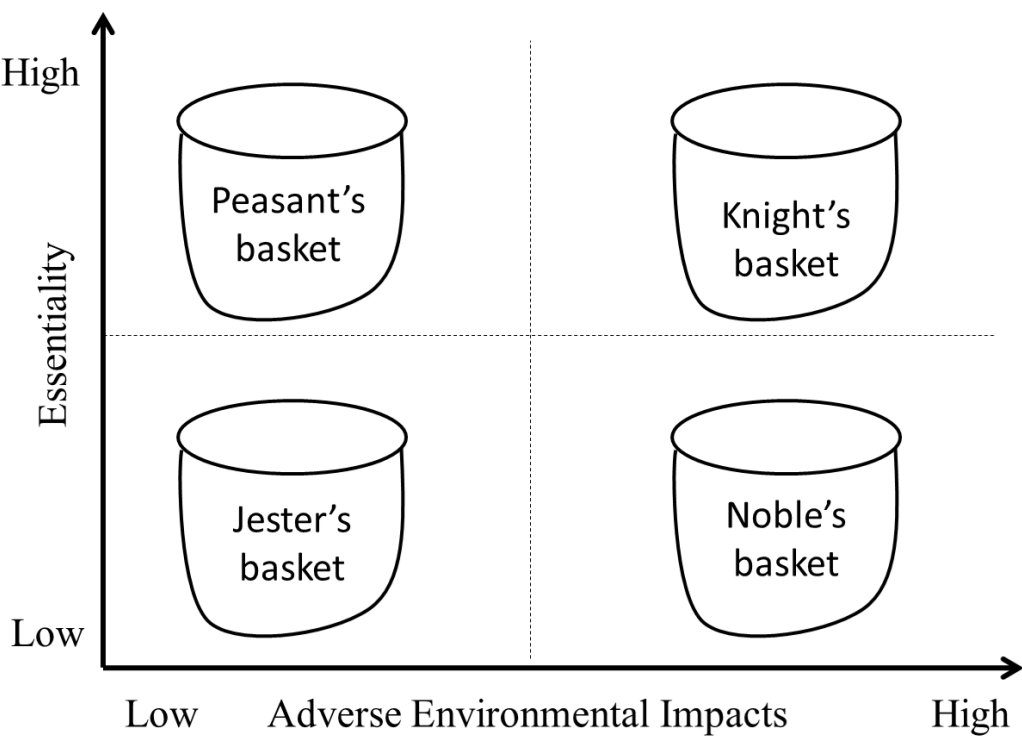 High
Peasant’s
basket
Knight’s
basket
Essentiality
Jester’s
basket
Noble’s
basket
Low
Low
Adverse Environmental Impacts
High